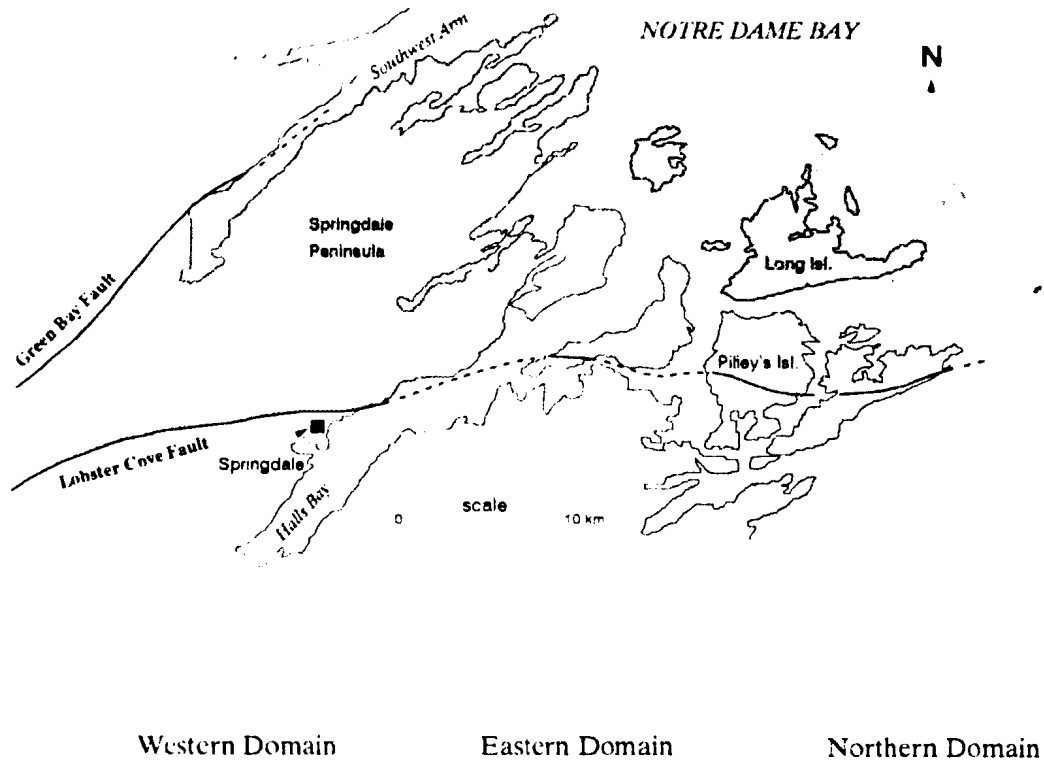 NOTRE DAME BAY
Southwest Arm
N
Springdale
Peninsula
Long Isl.
Green Bay Fault
Pilley's Isl.
Lobster Cove Fault
Springdale
Halls Bay
scale
0 10 km
Western Domain Eastern Domain Northern Domain